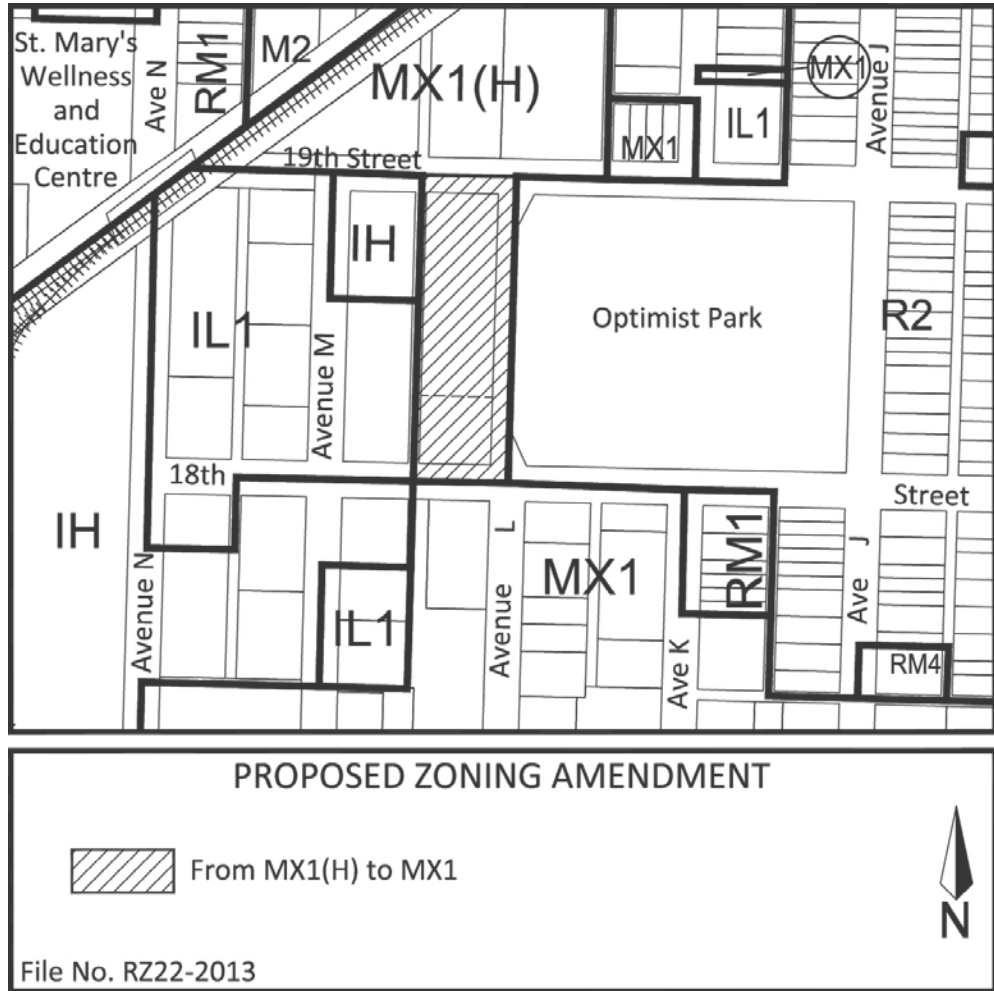 St. Mary's
Wellness
and
Education
Centre
Ave N
RM1
M2
MX1(H)
19th Street
MX1
IL1
MX1
Avenue J
IH
IL1
Avenue M
Optimist Park
R2
18th
Street
IH
Avenue N
IL1
Avenue L
MX1
Ave K
RM1
Ave J
RM4
PROPOSED ZONING AMENDMENT
From MX1(H) to MX1
N
File No. RZ22-2013